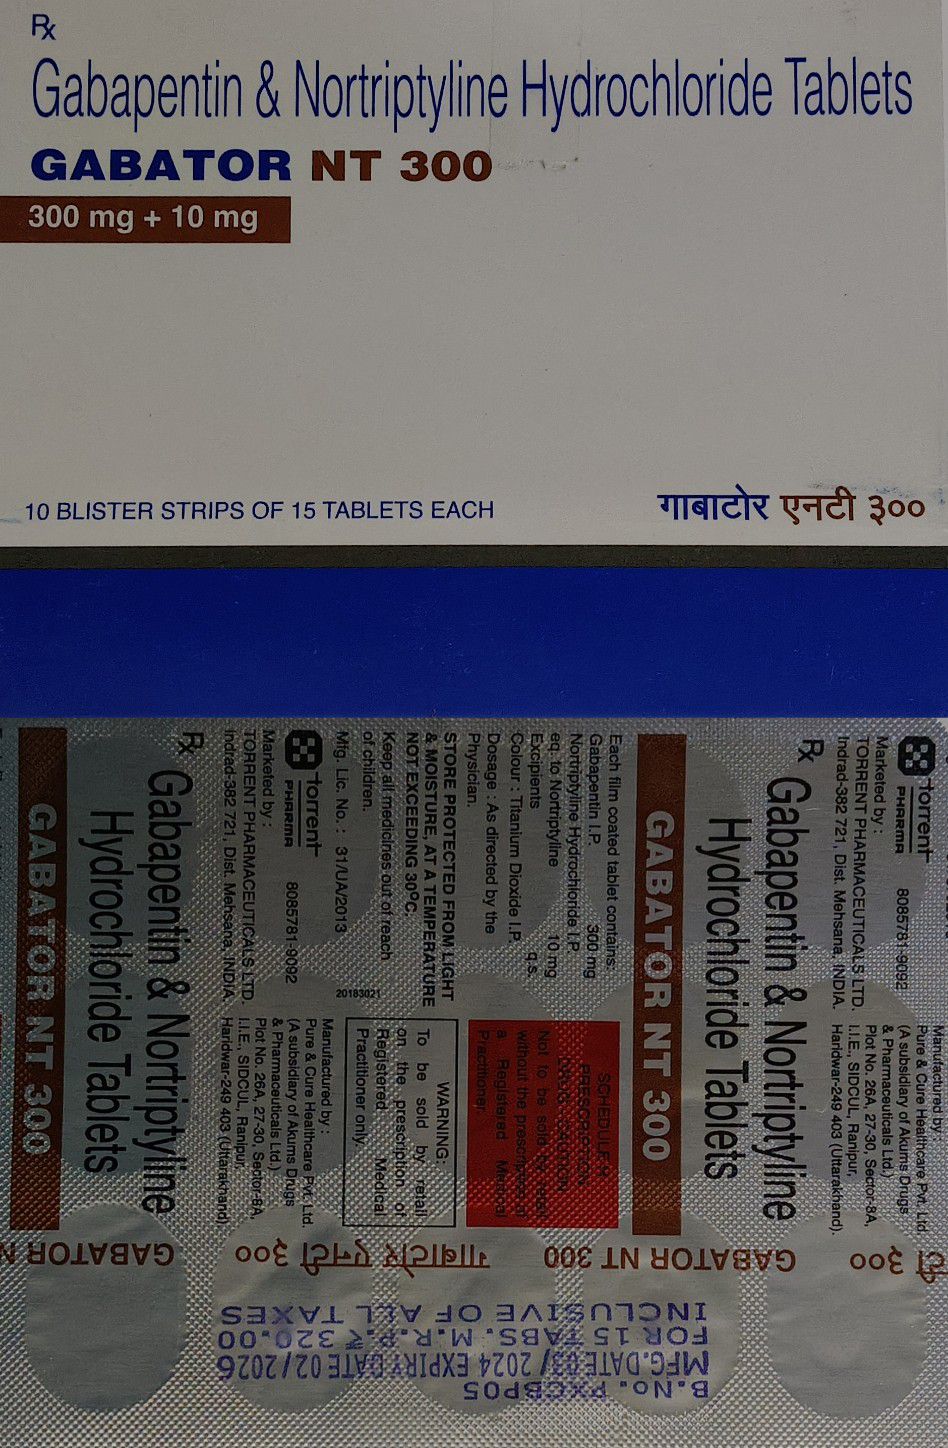 Rx
Gabapentin & Nortriptyline Hydrochloride Tablets
GABATOR NT 300
300 mg + 10 mg
10 BLISTER STRIPS OF 15 TABLETS EACH
गाबाटोर एनटी ३००
torrent
PHARMA
8085781-9092
Marketed by :
TORRENT PHARMACEUTICALS LTD.
Indrad-382 721, Dist. Mehsana, INDIA.
Manufactured by :
Pure & Cure Healthcare Pvt. Ltd.
(A subsidiary of Akums Drugs
& Pharmaceuticals Ltd.)
Plot No. 26A, 27-30, Sector-8A,
I.I.E., SIDCUL, Ranipur,
Haridwar-249 403 (Uttarakhand).
Rx
Gabapentin & Nortriptyline
Hydrochloride Tablets
GABATOR NT 300
Each film coated tablet contains:
Gabapentin I.P. 300 mg
Nortriptyline Hydrochloride I.P.
eq. to Nortriptyline 10 mg
Excipients q.s.
Colour : Titanium Dioxide I.P.
Dosage : As directed by the
Physician.
STORE PROTECTED FROM LIGHT
& MOISTURE, AT A TEMPERATURE
NOT EXCEEDING 30°C.
Keep all medicines out of reach
of children.
Mfg. Lic. No. : 31/UA/2013
20183021
SCHEDULE H
PRESCRIPTION
DRUG - CAUTION
Not to be sold by retail
without the prescription of
a Registered Medical
Practitioner.
WARNING:
To be sold by retail
on the prescription of
Registered Medical
Practitioner only.
torrent
PHARMA
8085781-9092
Marketed by :
TORRENT PHARMACEUTICALS LTD.
Indrad-382 721, Dist. Mehsana, INDIA.
Manufactured by :
Pure & Cure Healthcare Pvt. Ltd.
(A subsidiary of Akums Drugs
& Pharmaceuticals Ltd.)
Plot No. 26A, 27-30, Sector-8A,
I.I.E., SIDCUL, Ranipur,
Haridwar-249 403 (Uttarakhand)
Rx
Gabapentin & Nortriptyline
Hydrochloride Tablets
GABATOR NT 300
टी ३०० GABATOR NT 300 गाबाटोर एनटी ३०० GABATOR N
B.No. PXCBP05
MFG.DATE 03/2024 EXPIRY DATE 02/2026
FOR 15 TABS. M.R.P.₹ 320.00
INCLUSIVE OF ALL TAXES